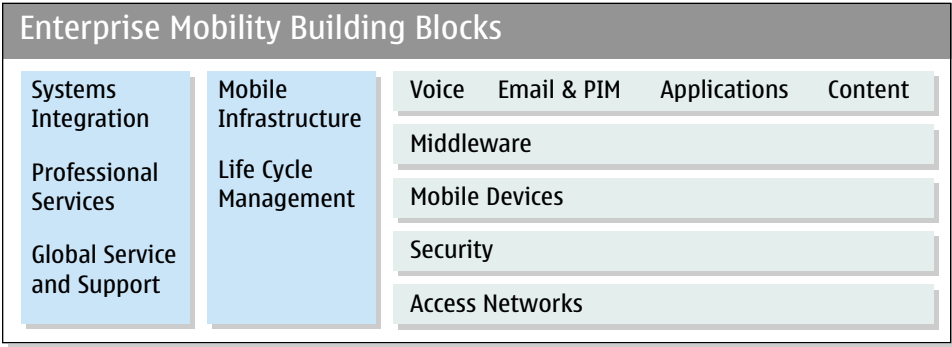 Enterprise Mobility Building Blocks
Systems
Integration
Professional
Services
Global Service
and Support
Mobile
Infrastructure
Life Cycle
Management
Voice Email & PIM Applications Content
Middleware
Mobile Devices
Security
Access Networks